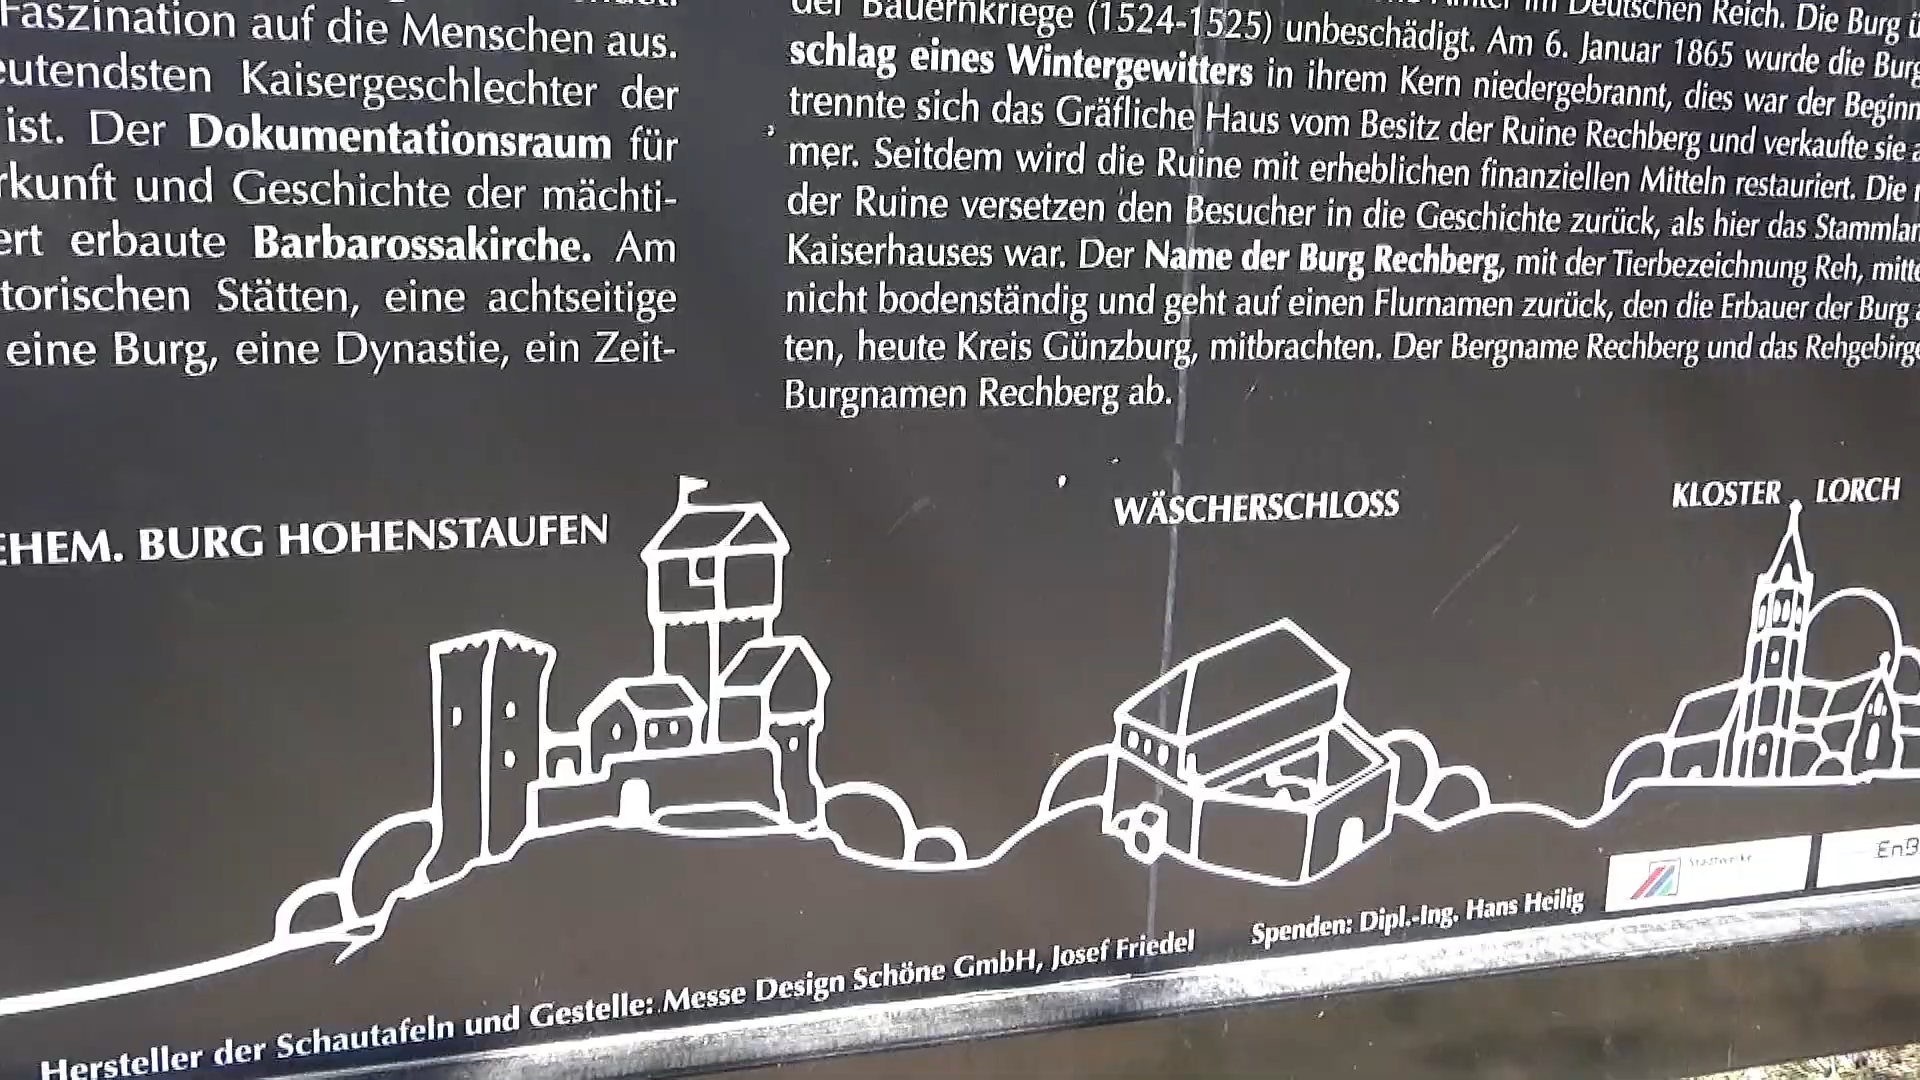 Faszination auf die Menschen aus.
eutendsten Kaisergeschlechter der
ist. Der Dokumentationsraum für
rkunft und Geschichte der mächti-
ert erbaute Barbarossakirche. Am
torischen Stätten, eine achtseitige
eine Burg, eine Dynastie, ein Zeit-
der Bauernkriege (1524-1525) unbeschädigt. Am 6. Januar 1865 wurde die Burg
schlag eines Wintergewitters in ihrem Kern niedergebrannt, dies war der Beginn
trennte sich das Gräfliche Haus vom Besitz der Ruine Rechberg und verkaufte sie a
mer. Seitdem wird die Ruine mit erheblichen finanziellen Mitteln restauriert. Die
der Ruine versetzen den Besucher in die Geschichte zurück, als hier das Stammlan
Kaiserhauses war. Der Name der Burg Rechberg, mit der Tierbezeichnung Reh, mitte
nicht bodenständig und geht auf einen Flurnamen zurück, den die Erbauer der Burg
ten, heute Kreis Günzburg, mitbrachten. Der Bergname Rechberg und das Rehgebirge
Burgnamen Rechberg ab.
EHEM. BURG HOHENSTAUFEN
WÄSCHERSCHLOSS
KLOSTER LORCH
Hersteller der Schautafeln und Gestelle: Messe Design Schöne GmbH, Josef Friedel
Spenden: Dipl.-Ing. Hans Heilig
Stadtwerke
EnB